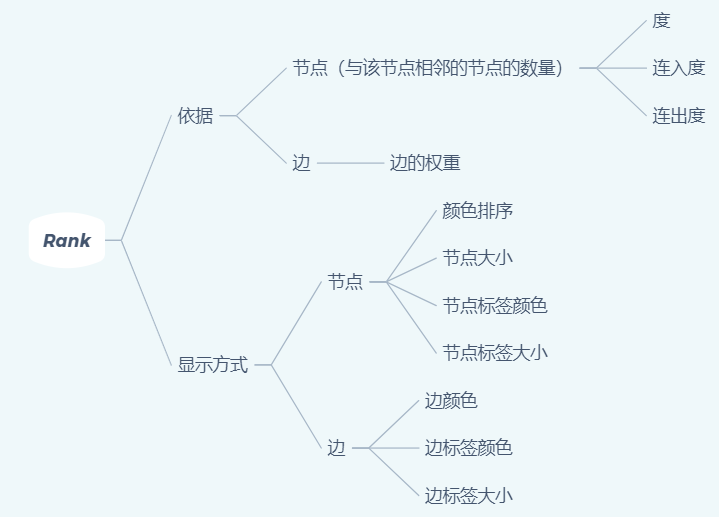 Rank
依据
节点（与该节点相邻的节点的数量）
度
连入度
连出度
边
边的权重
显示方式
节点
颜色排序
节点大小
节点标签颜色
节点标签大小
边
边颜色
边标签颜色
边标签大小